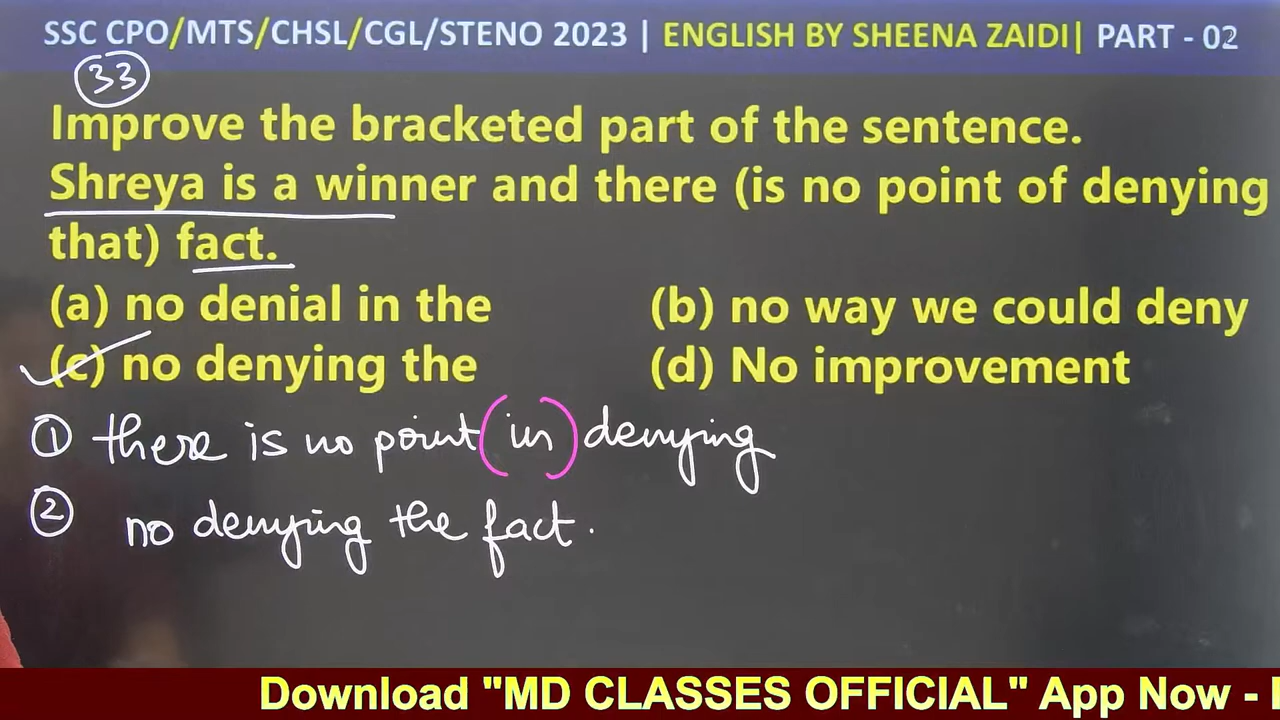 SSC CPO/MTS/CHSL/CGL/STENO 2023 | ENGLISH BY SHEENA ZAIDI| PART - 02
33
Improve the bracketed part of the sentence.
Shreya is a winner and there (is no point of denying
that) fact.
(a) no denial in the (b) no way we could deny
(c) no denying the (d) No improvement
1 there is no point (in) denying
2 no denying the fact.
Download "MD CLASSES OFFICIAL" App Now -